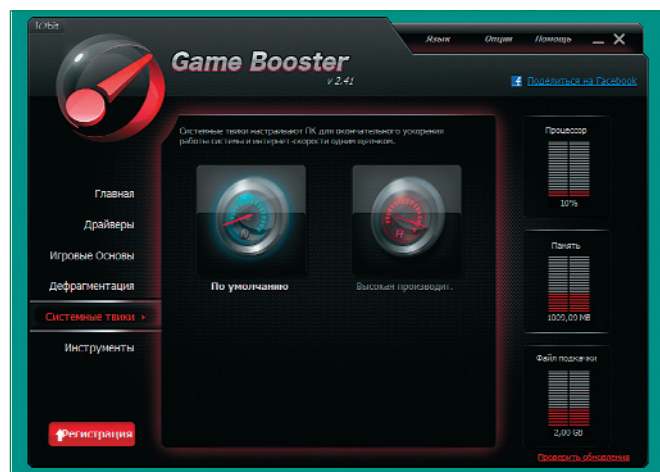 IObit
Язык Опции Помощь
Game Booster
v 2.41
Поделиться на Facebook
Системные твики настраивают ПК для окончательного ускорения
работы системы и интернет-скорости одним щелчком.
Процессор
10%
Главная
Драйверы
Игровые Основы
Дефрагментация
Системные твики
Инструменты
N
R
По умолчанию
Высокая производит.
Память
1009,09 MB
Файл подкачки
2,00 GB
Регистрация
Проверить обновления